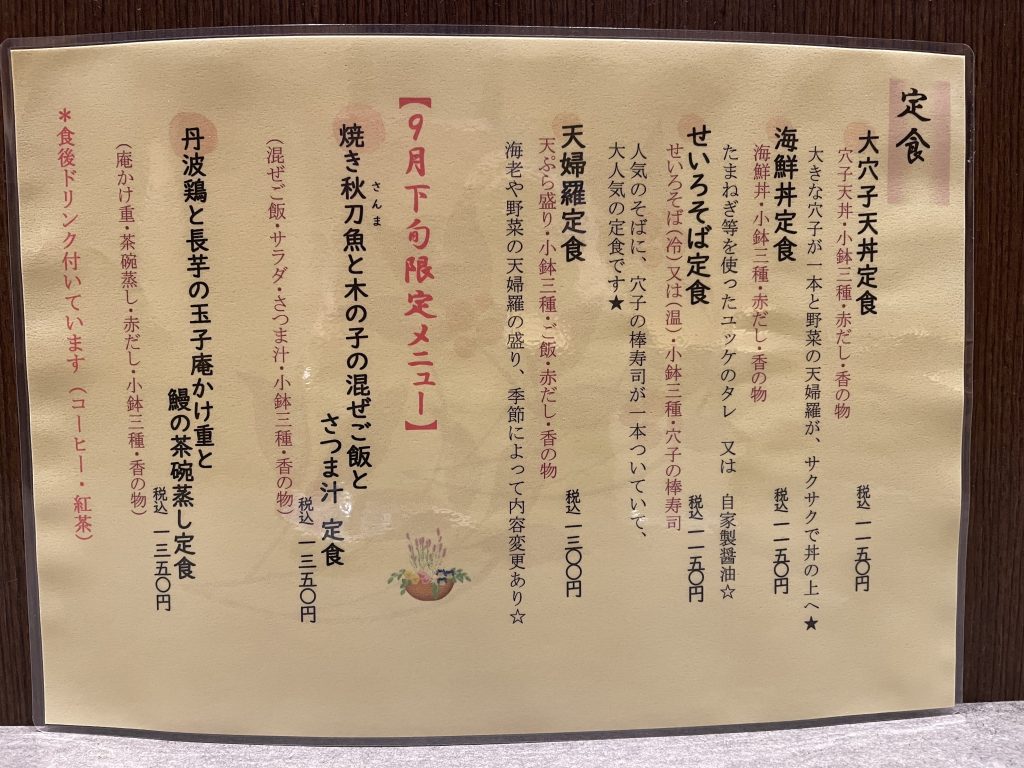 定食
大穴子天丼定食
穴子天丼・小鉢三種・赤だし・香の物
税込 一一五〇円
大きな穴子が一本と野菜の天婦羅が、サクサクで丼の上へ★
海鮮丼定食
海鮮丼・小鉢三種・赤だし・香の物
税込 一一五〇円
たまねぎ等を使ったユッケのタレ 又は 自家製醤油☆
せいろそば定食
せいろそば(冷)又は(温)・小鉢三種・穴子の棒寿司
税込 一一五〇円
人気のそばに、穴子の棒寿司が一本ついていて、
大人気の定食です★
天婦羅定食
天ぷら盛り・小鉢三種・ご飯・赤だし・香の物
税込 一三〇〇円
海老や野菜の天婦羅の盛り、季節によって内容変更あり☆
【9月下旬限定メニュー】
焼き秋刀魚と木の子の混ぜご飯と
さんま
さつま汁 定食
(混ぜご飯・サラダ・さつま汁・小鉢三種・香の物)
税込 一三五〇円
丹波鶏と長芋の玉子庵かけ重と
鰻の茶碗蒸し定食
税込 一三五〇円
(庵かけ重・茶碗蒸し・赤だし・小鉢三種・香の物)
*食後ドリンク付いています(コーヒー・紅茶)